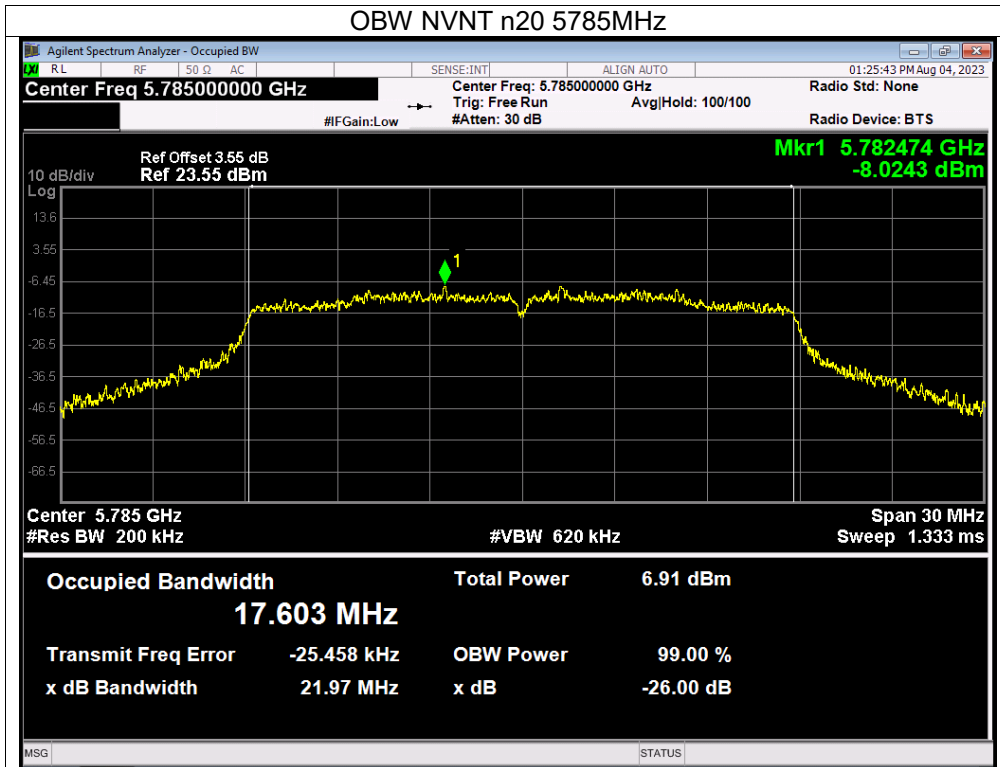 OBW NVNT n20 5785MHz
Agilent Spectrum Analyzer - Occupied BW
LXI RL RF 50 Ω AC SENSE:INT ALIGN AUTO 01:25:43 PM Aug 04, 2023
Center Freq 5.785000000 GHz Center Freq: 5.785000000 GHz Radio Std: None
Trig: Free Run Avg|Hold: 100/100
#IFGain:Low #Atten: 30 dB Radio Device: BTS
Ref Offset 3.55 dB Mkr1 5.782474 GHz
10 dB/div Ref 23.55 dBm -8.0243 dBm
Log
13.6
3.55
1
-6.45
-16.5
-26.5
-36.5
-46.5
-56.5
-66.5
Center 5.785 GHz Span 30 MHz
#Res BW 200 kHz #VBW 620 kHz Sweep 1.333 ms
Occupied Bandwidth Total Power 6.91 dBm
17.603 MHz
Transmit Freq Error -25.458 kHz OBW Power 99.00 %
x dB Bandwidth 21.97 MHz x dB -26.00 dB
MSG STATUS